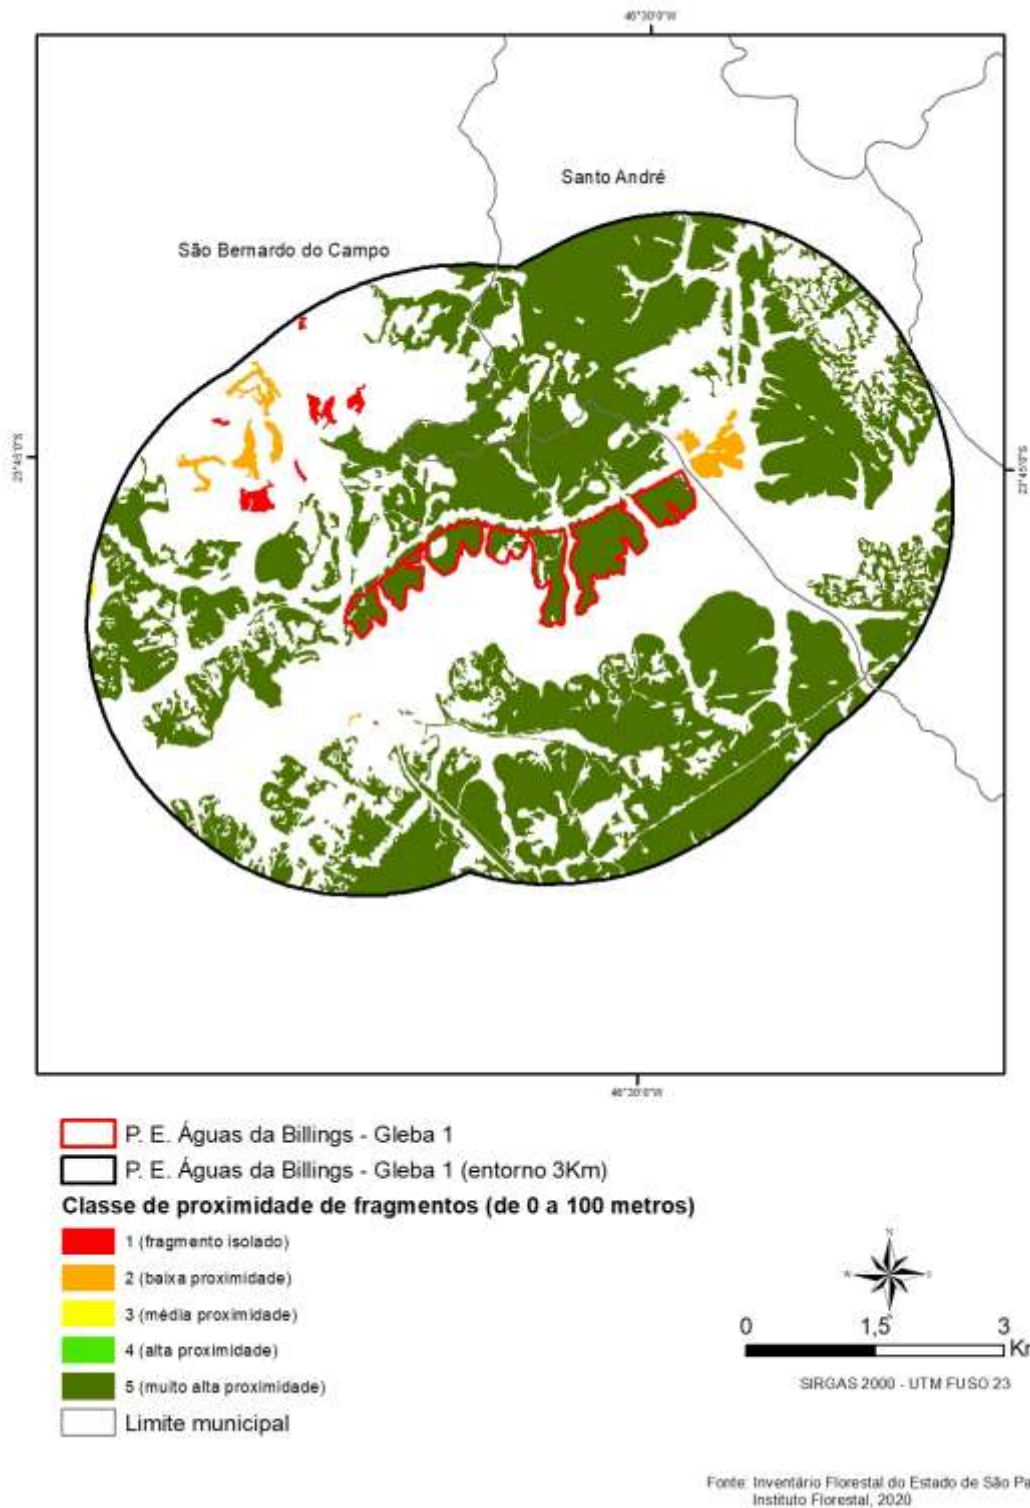 46°30'0"W
Santo André
São Bernardo do Campo
23°45'0"S
23°45'0"S
46°30'0"W
P. E. Águas da Billings - Gleba 1
P. E. Águas da Billings - Gleba 1 (entorno 3Km)
Classe de proximidade de fragmentos (de 0 a 100 metros)
1 (fragmento isolado)
2 (baixa proximidade)
3 (média proximidade)
4 (alta proximidade)
5 (muito alta proximidade)
Limite municipal
N
W
S
0 1,5 3
Km
SIRGAS 2000 - UTM FUSO 23
Fonte: Inventário Florestal do Estado de São Pa
Instituto Florestal, 2020